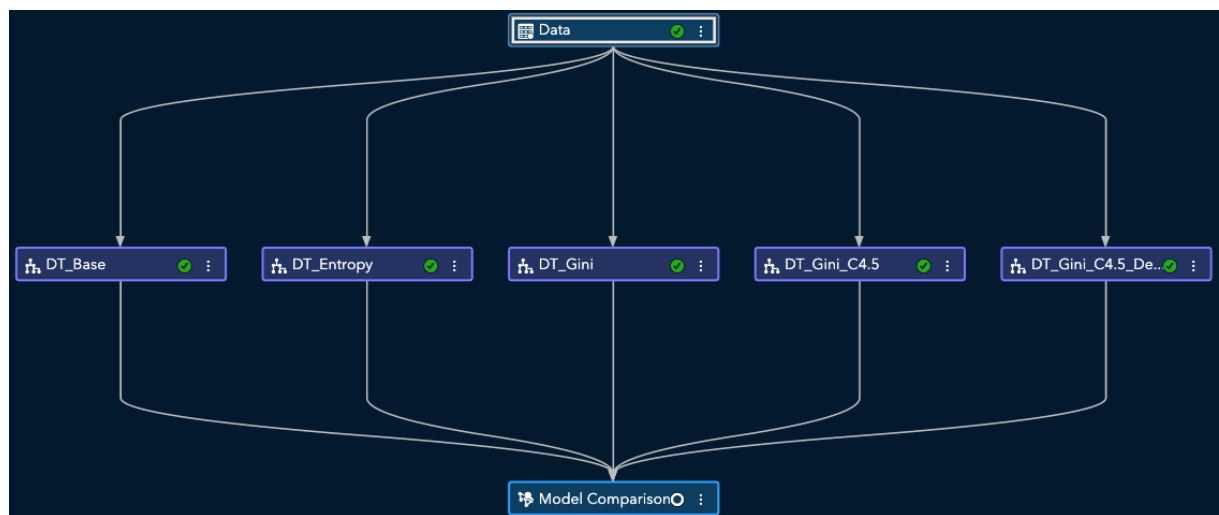 Data
DT_Base
DT_Entropy
DT_Gini
DT_Gini_C4.5
DT_Gini_C4.5_De...
Model Comparison